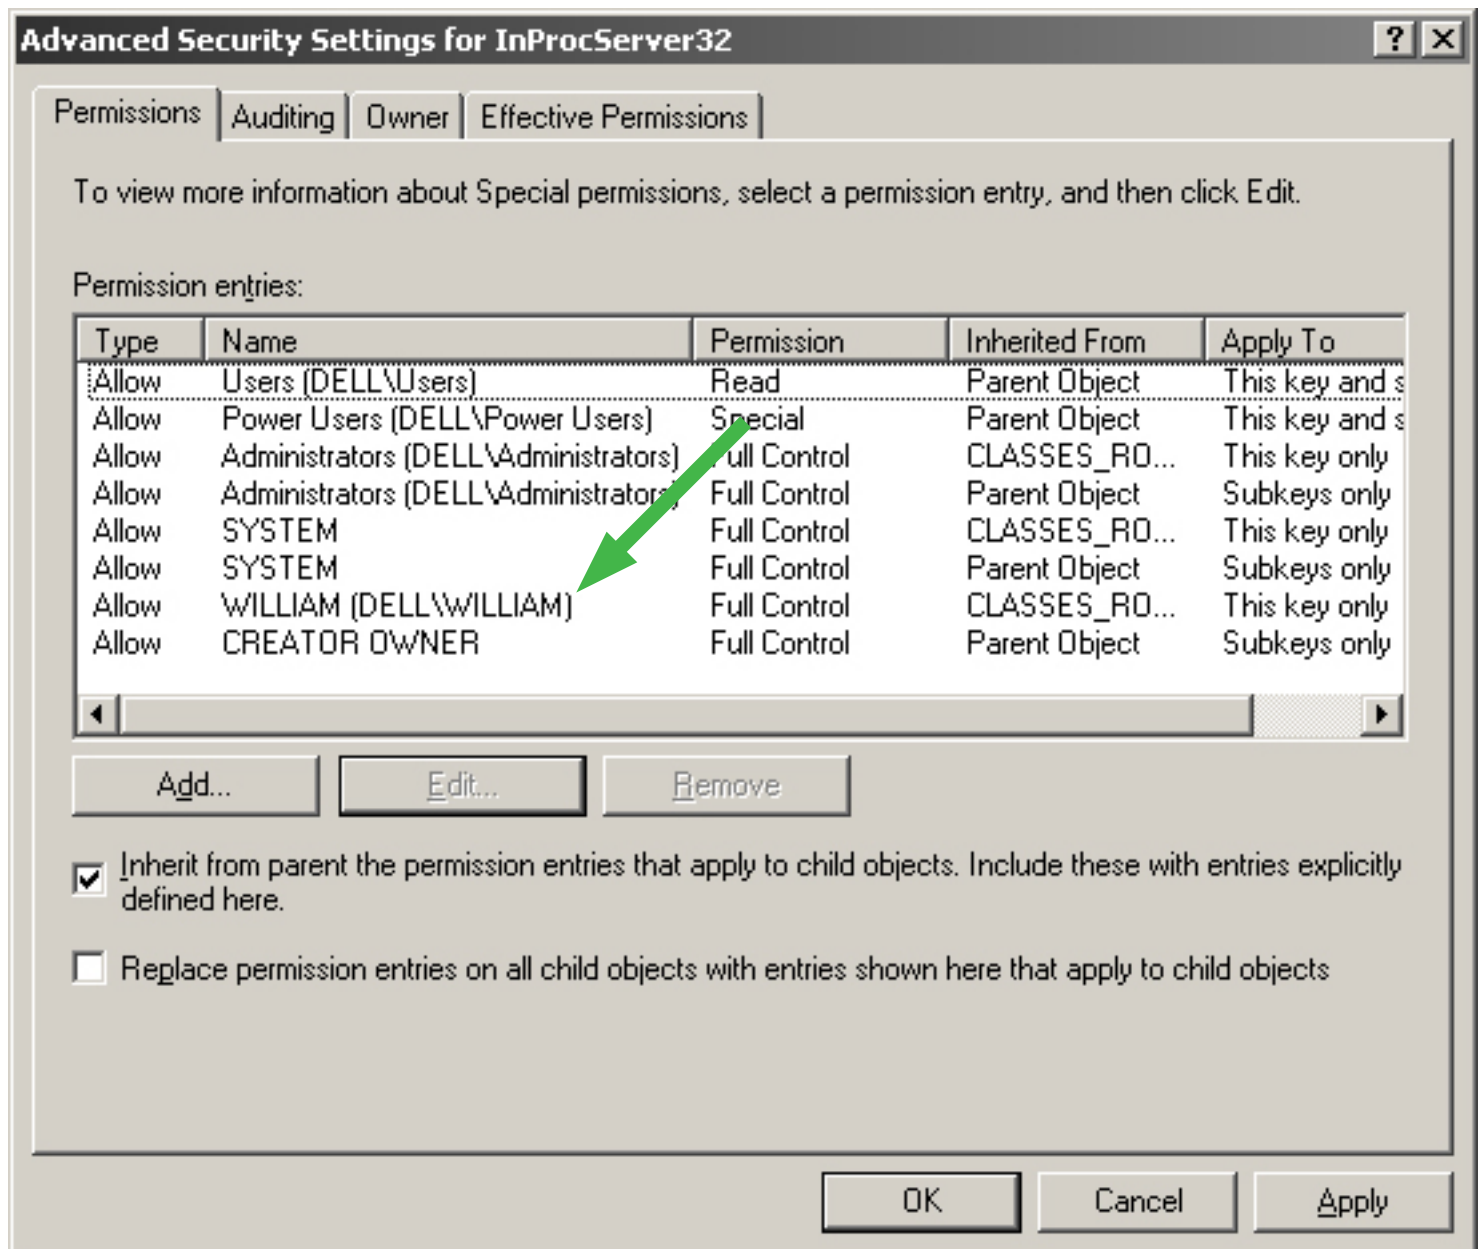 Advanced Security Settings for InProcServer32
Permissions Auditing Owner Effective Permissions
To view more information about Special permissions, select a permission entry, and then click Edit.
Permission entries:
Type Name Permission Inherited From Apply To
Allow Users (DELL\Users) Read Parent Object This key and s
Allow Power Users (DELL\Power Users) Special Parent Object This key and s
Allow Administrators (DELL\Administrators) Full Control CLASSES_RO... This key only
Allow Administrators (DELL\Administrators) Full Control Parent Object Subkeys only
Allow SYSTEM Full Control CLASSES_RO... This key only
Allow SYSTEM Full Control Parent Object Subkeys only
Allow WILLIAM (DELL\WILLIAM) Full Control CLASSES_RO... This key only
Allow CREATOR OWNER Full Control Parent Object Subkeys only
Add... Edit... Remove
Inherit from parent the permission entries that apply to child objects. Include these with entries explicitly
defined here.
Replace permission entries on all child objects with entries shown here that apply to child objects
OK Cancel Apply